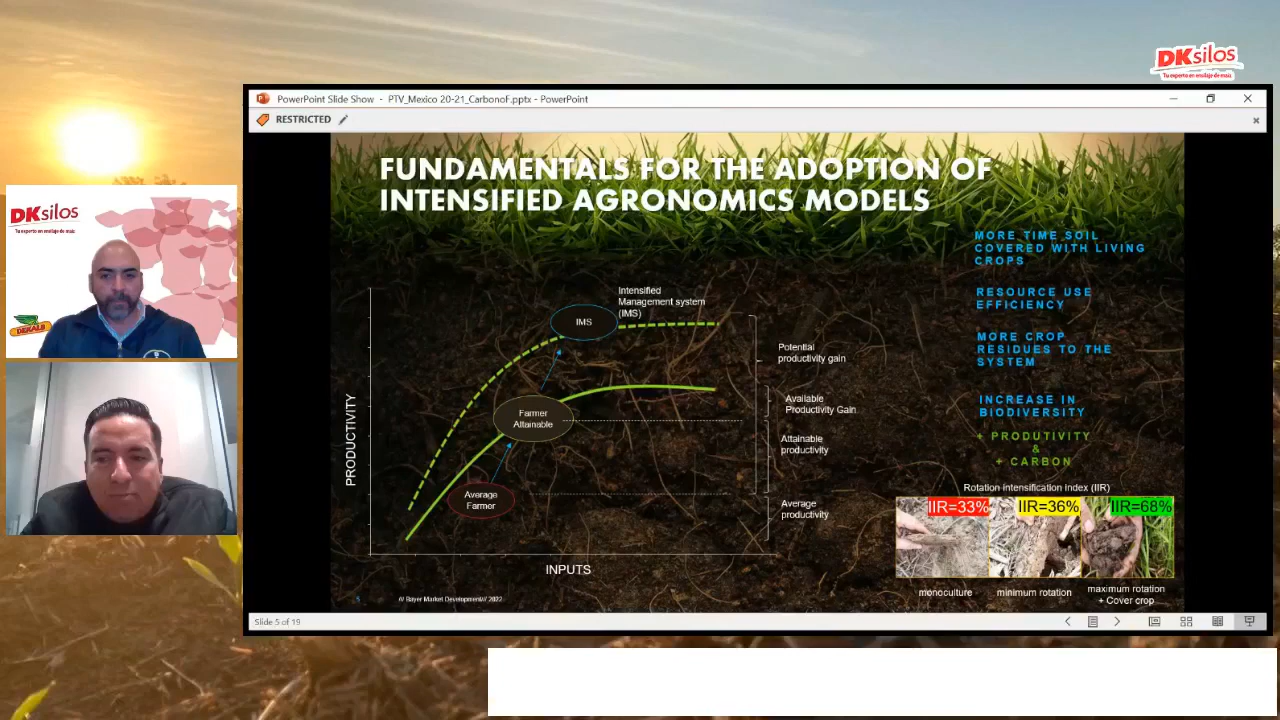 DKsilos
Tu experto en ensilaje de maíz
PowerPoint Slide Show - PTV_Mexico 20-21_CarbonoF.pptx - PowerPoint
RESTRICTED
FUNDAMENTALS FOR THE ADOPTION OF
INTENSIFIED AGRONOMICS MODELS
MORE TIME SOIL
COVERED WITH LIVING
CROPS
RESOURCE USE
EFFICIENCY
MORE CROP
RESIDUES TO THE
SYSTEM
INCREASE IN
BIODIVERSITY
+ PRODUTIVITY
&
+ CARBON
Intensified
Management system
(IMS)
IMS
Potential
productivity gain
Available
Productivity Gain
Farmer
Attainable
Attainable
productivity
Average
Farmer
Average
productivity
PRODUCTIVITY
INPUTS
Rotation intensification index (IIR)
IIR=33%
IIR=36%
IIR=68%
monoculture
minimum rotation
maximum rotation
+ Cover crop
5
/// Bayer Market Development/// 2022
Slide 5 of 19
DKsilos
Tu experto en ensilaje de maíz
DEKALB